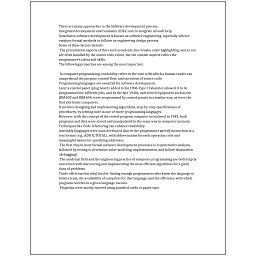 There are many approaches to the Software development process.
Integrated development environments (IDEs) aim to integrate all such help.
Sometimes software development is known as software engineering, especially when it
employs formal methods or follows an engineering design process.
Some of these factors include:
The presentation aspects of this (such as indents, line breaks, color highlighting, and so on)
are often handled by the source code editor, but the content aspects reflect the
programmer's talent and skills.
The following properties are among the most important:

In computer programming, readability refers to the ease with which a human reader can
comprehend the purpose, control flow, and operation of source code.
Programming languages are essential for software development.
Later a control panel (plug board) added to his 1906 Type I Tabulator allowed it to be
programmed for different jobs, and by the late 1940s, unit record equipment such as the
IBM 602 and IBM 604, were programmed by control panels in a similar way, as were the
first electronic computers.
It involves designing and implementing algorithms, step-by-step specifications of
procedures, by writing code in one or more programming languages.
However, with the concept of the stored-program computer introduced in 1949, both
programs and data were stored and manipulated in the same way in computer memory.
Techniques like Code refactoring can enhance readability.
Assembly languages were soon developed that let the programmer specify instruction in a
text format (e.g., ADD X, TOTAL), with abbreviations for each operation code and
meaningful names for specifying addresses.
The first step in most formal software development processes is requirements analysis,
followed by testing to determine value modeling, implementation, and failure elimination
(debugging).
The academic field and the engineering practice of computer programming are both largely
concerned with discovering and implementing the most efficient algorithms for a given
class of problems.
Trade-offs from this ideal involve finding enough programmers who know the language to
build a team, the availability of compilers for that language, and the efficiency with which
programs written in a given language execute.
Programs were mostly entered using punched cards or paper tape.